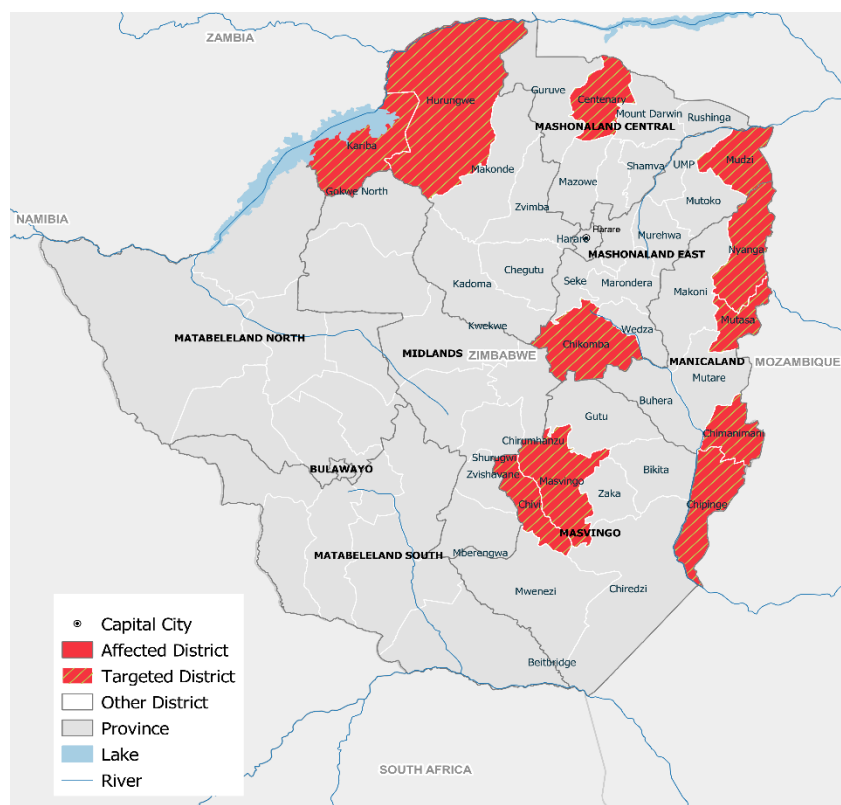 ZAMBIA
Guruve
Centenary
Hurungwe
Mount Darwin
Rushinga
MASHONALAND CENTRAL
Kariba
Mudzi
Shamva
UMP
Makonde
Mazowe
Gokwe North
Mutoko
Zvimba
NAMIBIA
Harare
Harare
Murehwa
Nyangar
MASHONALAND EAST
Chegutu
Seke
Marondera
Kadoma
Makoni
Mutasa
Kwekwe
Wedza
MATABELELAND NORTH
Chikomba
MIDLANDS
ZIMBABWE
MANICALAND
MOZAMBIQUE
Mutare
Buhera
Gutu
Chimanimani
Chirumhanzu
Shurugwi
BULAWAYO
Zvishavane
Masvingo
Bikita
Zaka
Chivi
Chipinge
MASVINGO
MATABELELAND SOUTH
Mberengwa
Mwenezi
Chiredzi
Beitbridge
Capital City
Affected District
Targeted District
Other District
Province
Lake
River
SOUTH AFRICA